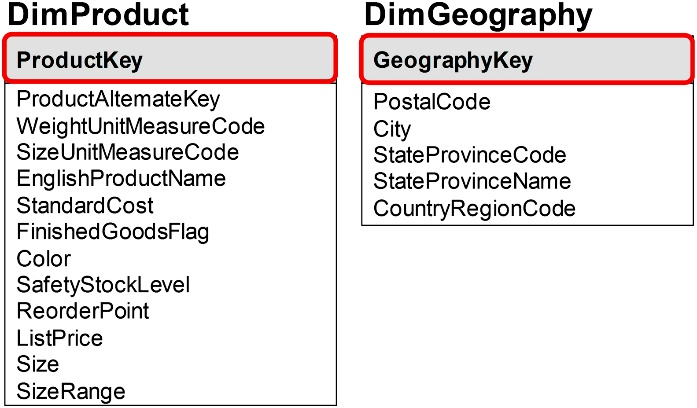 DimProduct
ProductKey
ProductAltemateKey
WeightUnitMeasureCode
SizeUnitMeasureCode
EnglishProductName
StandardCost
FinishedGoodsFlag
Color
SafetyStockLevel
ReorderPoint
ListPrice
Size
SizeRange
DimGeography
GeographyKey
PostalCode
City
StateProvinceCode
StateProvinceName
CountryRegionCode